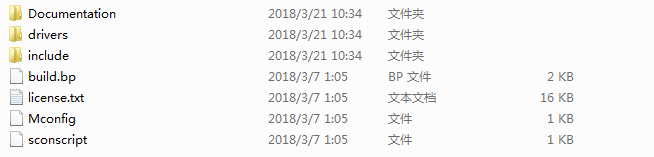 Documentation 2018/3/21 10:34 文件夹
drivers 2018/3/21 10:34 文件夹
include 2018/3/21 10:34 文件夹
build.bp 2018/3/7 1:05 BP 文件 2 KB
license.txt 2018/3/7 1:05 文本文档 16 KB
Mconfig 2018/3/7 1:05 文件 1 KB
sconscript 2018/3/7 1:05 文件 1 KB